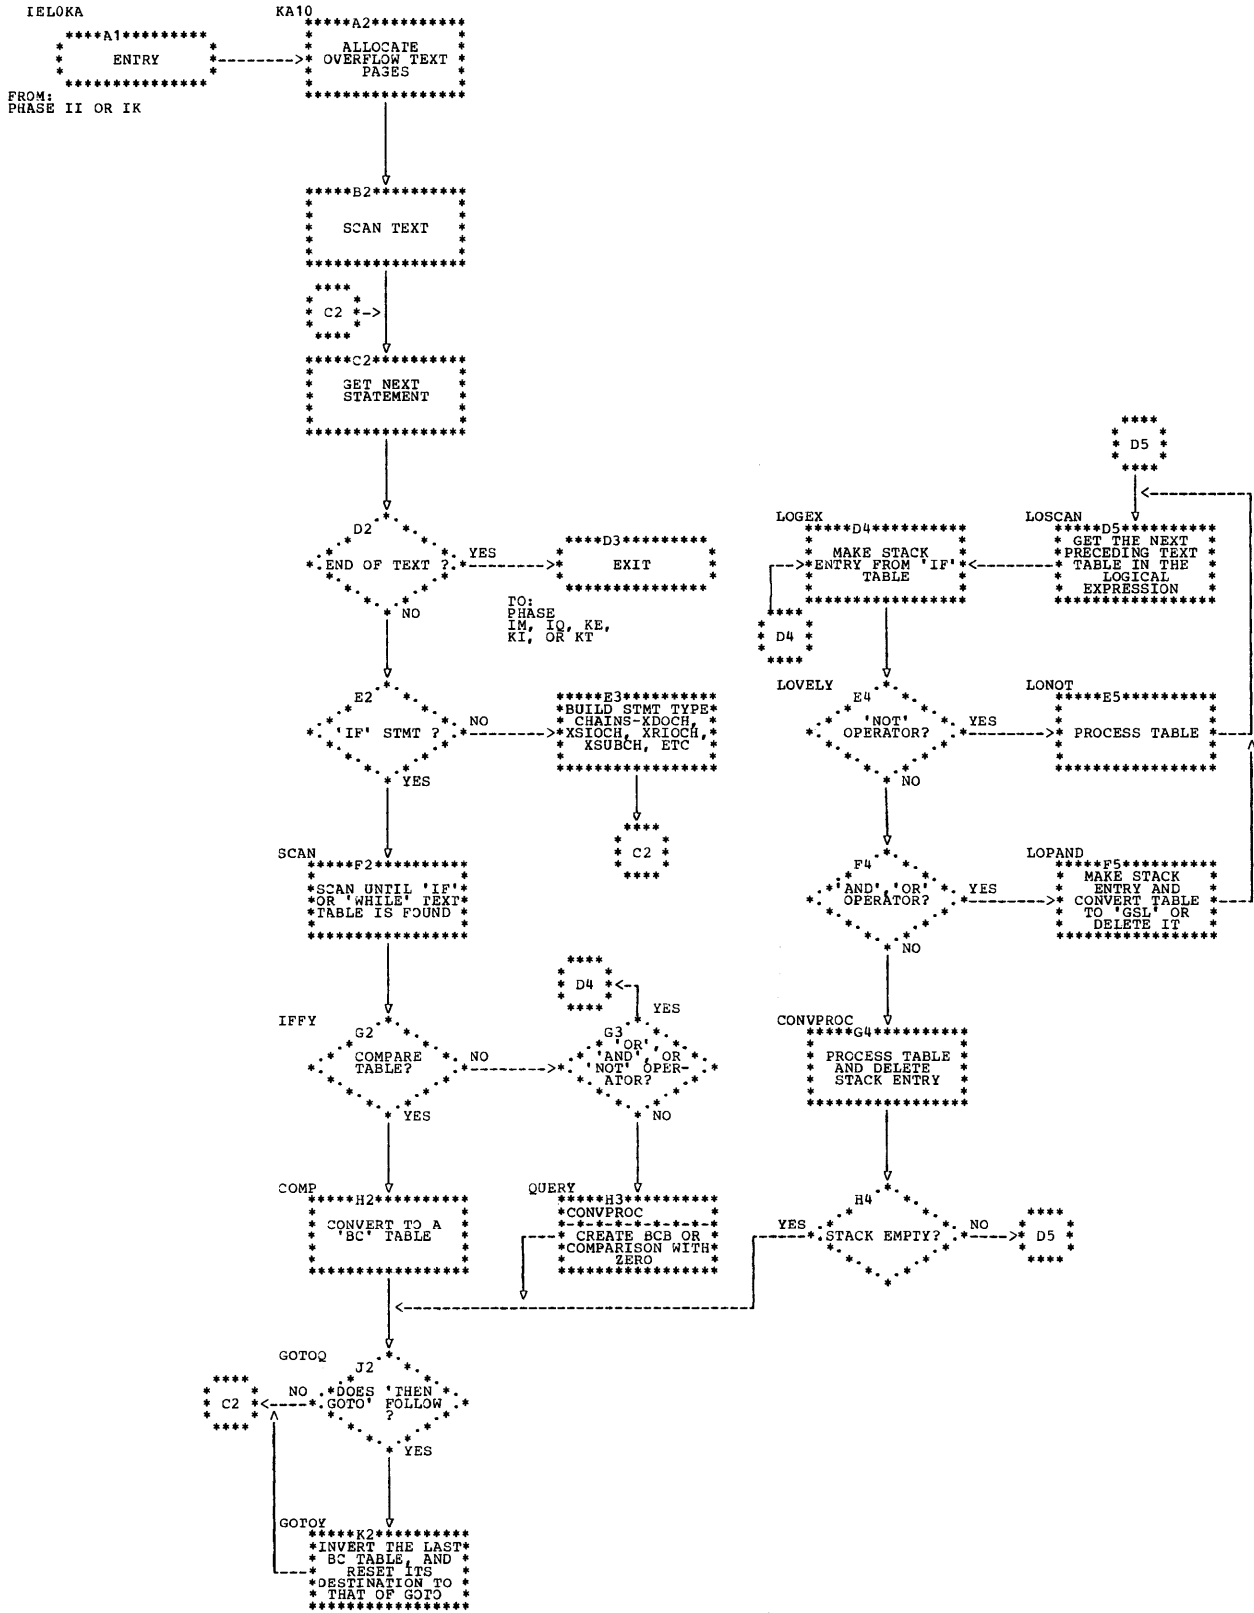 IEL0KA
KA10
A1
ENTRY
FROM:
PHASE II OR IK
A2
ALLOCATE
OVERFLOW TEXT
PAGES
B2
SCAN TEXT
C2
C2
GET NEXT
STATEMENT
D2
END OF TEXT ?
YES
NO
D3
EXIT
TO:
PHASE
IM, IQ, KE,
KI, OR KT
E2
'IF' STMT ?
NO
YES
E3
BUILD STMT TYPE
CHAINS-XDOCH,
XSIOCH, XRIOCH,
XSUBCH, ETC
C2
SCAN
F2
SCAN UNTIL 'IF'
OR 'WHILE' TEXT
TABLE IS FOUND
IFFY
G2
COMPARE
TABLE?
NO
YES
D4
YES
G3
'OR',
'AND', OR
'NOT' OPER-
ATOR?
NO
COMP
H2
CONVERT TO A
'BC' TABLE
QUERY
H3
CONVPROC
CREATE BCB OR
COMPARISON WITH
ZERO
GOTOQ
J2
DOES 'THEN
GOTO' FOLLOW
?
NO
C2
YES
GOTOY
K2
INVERT THE LAST
BC TABLE, AND
RESET ITS
DESTINATION TO
THAT OF GOTO
D5
LOGEX
D4
MAKE STACK
ENTRY FROM 'IF'
TABLE
D4
LOSCAN
D5
GET THE NEXT
PRECEDING TEXT
TABLE IN THE
LOGICAL
EXPRESSION
LOVELY
E4
'NOT'
OPERATOR?
YES
NO
LONOT
E5
PROCESS TABLE
F4
'AND','OR'
OPERATOR?
YES
NO
LOPAND
F5
MAKE STACK
ENTRY AND
CONVERT TABLE
TO 'GSL' OR
DELETE IT
CONVPROC
G4
PROCESS TABLE
AND DELETE
STACK ENTRY
H4
STACK EMPTY?
YES
NO
D5